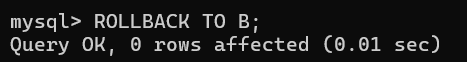 mysql> ROLLBACK TO B;
Query OK, 0 rows affected (0.01 sec)